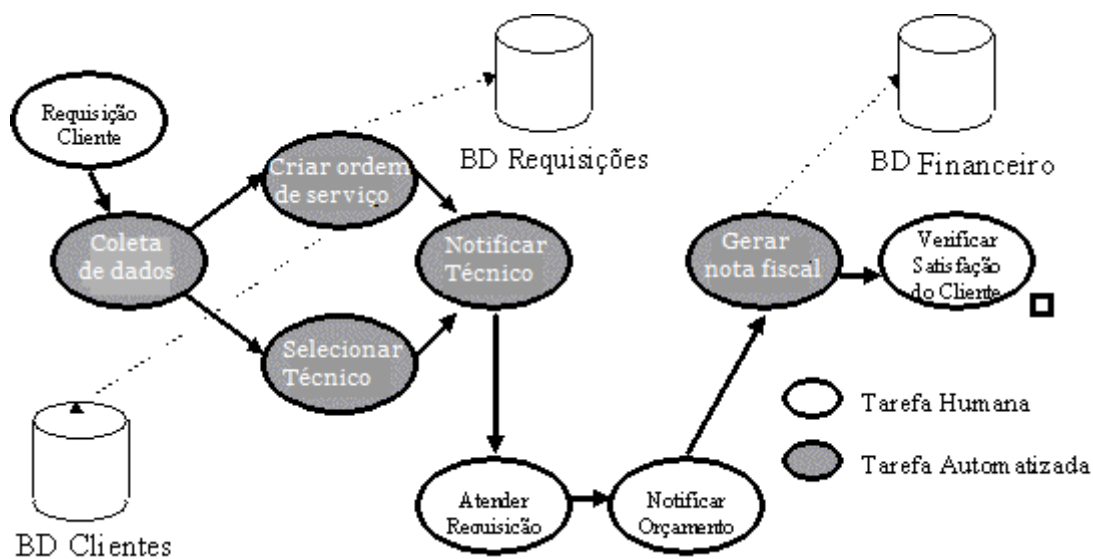 Requisição
Cliente
BD Requisições
BD Financeiro
Criar ordem
de serviço
Coleta
de dados
Notificar
Técnico
Gerar
nota fiscal
Verificar
Satisfação
do Cliente
Selecionar
Técnico
Tarefa Humana
Tarefa Automatizada
Atender
Requisição
Notificar
Orçamento
BD Clientes